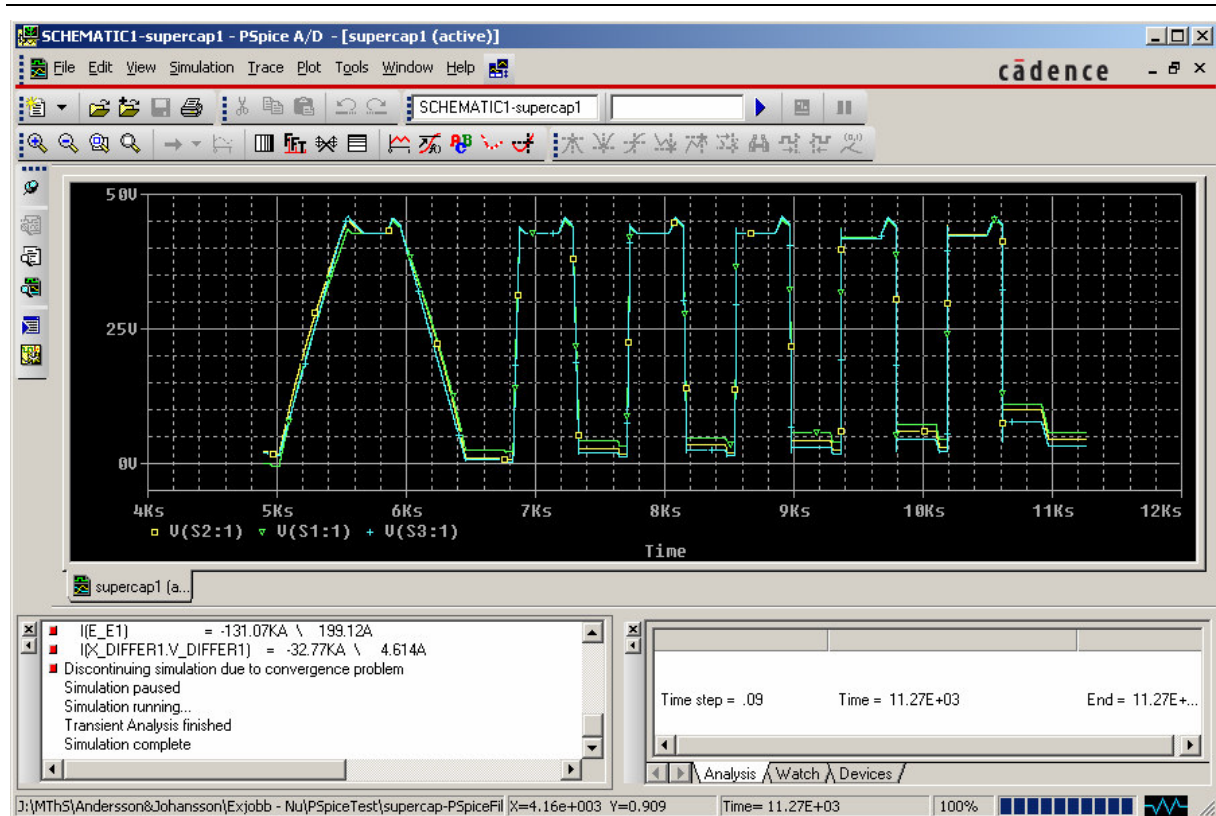 SCHEMATIC1-supercap1 - PSpice A/D - [supercap1 (active)]
File Edit View Simulation Trace Plot Tools Window Help
cādence
SCHEMATIC1-supercap1
50V
25V
0V
4Ks 5Ks 6Ks 7Ks 8Ks 9Ks 10Ks 11Ks 12Ks
V(S2:1) V(S1:1) V(S3:1)
Time
supercap1 (a...
I(E_E1) = -131.07KA \ 199.12A
I(X_DIFFER1.V_DIFFER1) = -32.77KA \ 4.614A
Discontinuing simulation due to convergence problem
Simulation paused
Simulation running...
Transient Analysis finished
Simulation complete
Time step = .09 Time = 11.27E+03 End = 11.27E+...
Analysis Watch Devices
J:\MThS\Andersson&Johansson\Exjobb - Nu\PSpiceTest\supercap-PSpiceFil X=4.16e+003 Y=0.909 Time= 11.27E+03 100%